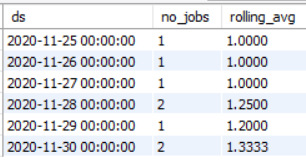 ds no_jobs rolling_avg
2020-11-25 00:00:00 1 1.0000
2020-11-26 00:00:00 1 1.0000
2020-11-27 00:00:00 1 1.0000
2020-11-28 00:00:00 2 1.2500
2020-11-29 00:00:00 1 1.2000
2020-11-30 00:00:00 2 1.3333